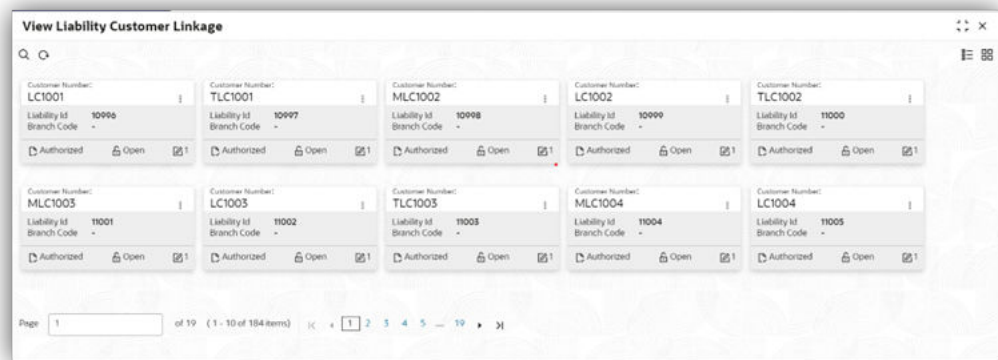 View Liability Customer Linkage
Customer Number: Customer Number: Customer Number: Customer Number: Customer Number:
LC1001 TLC1001 MLC1002 LC1002 TLC1002
Liability Id 10996 Liability Id 10997 Liability Id 10998 Liability Id 10999 Liability Id 11000
Branch Code - Branch Code - Branch Code - Branch Code - Branch Code -
Authorized Open 1 Authorized Open 1 Authorized Open 1 Authorized Open 1 Authorized Open 1
Customer Number: Customer Number: Customer Number: Customer Number: Customer Number:
MLC1003 LC1003 TLC1003 MLC1004 LC1004
Liability Id 11001 Liability Id 11002 Liability Id 11003 Liability Id 11004 Liability Id 11005
Branch Code - Branch Code - Branch Code - Branch Code - Branch Code -
Authorized Open 1 Authorized Open 1 Authorized Open 1 Authorized Open 1 Authorized Open 1
Page 1 of 19 (1 - 10 of 184 items) 1 2 3 4 5 ... 19